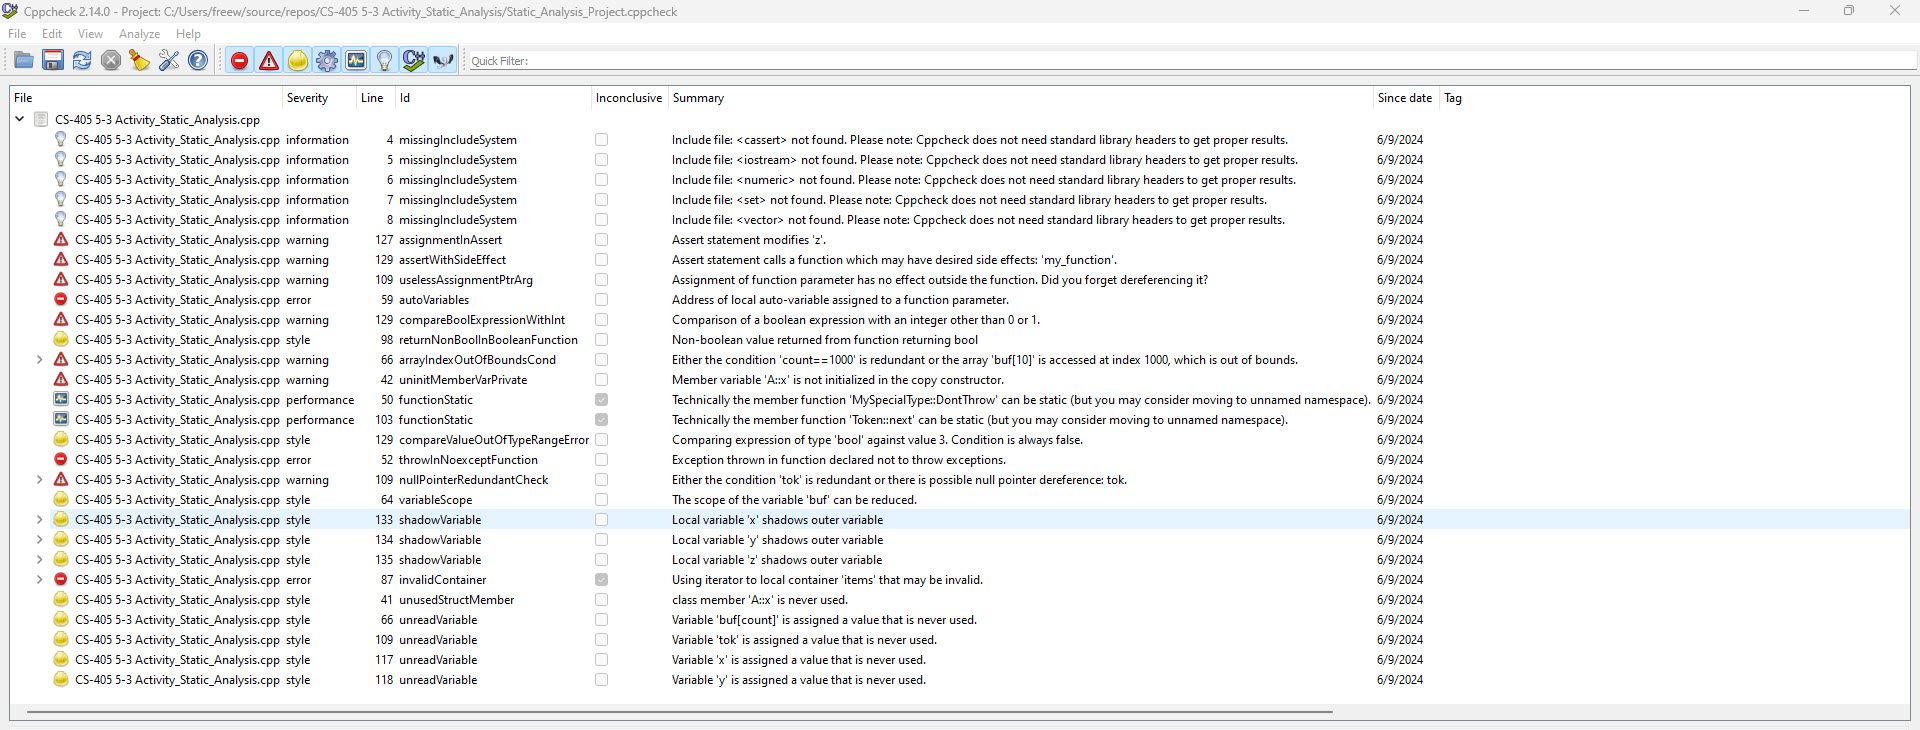 Cppcheck 2.14.0 - Project: C:/Users/freew/source/repos/CS-405 5-3 Activity_Static_Analysis/Static_Analysis_Project.cppcheck
File Edit View Analyze Help
Quick Filter:
File Severity Line Id Inconclusive Summary Since date Tag
CS-405 5-3 Activity_Static_Analysis.cpp
CS-405 5-3 Activity_Static_Analysis.cpp information 4 missingIncludeSystem Include file: <cassert> not found. Please note: Cppcheck does not need standard library headers to get proper results. 6/9/2024
CS-405 5-3 Activity_Static_Analysis.cpp information 5 missingIncludeSystem Include file: <iostream> not found. Please note: Cppcheck does not need standard library headers to get proper results. 6/9/2024
CS-405 5-3 Activity_Static_Analysis.cpp information 6 missingIncludeSystem Include file: <numeric> not found. Please note: Cppcheck does not need standard library headers to get proper results. 6/9/2024
CS-405 5-3 Activity_Static_Analysis.cpp information 7 missingIncludeSystem Include file: <set> not found. Please note: Cppcheck does not need standard library headers to get proper results. 6/9/2024
CS-405 5-3 Activity_Static_Analysis.cpp information 8 missingIncludeSystem Include file: <vector> not found. Please note: Cppcheck does not need standard library headers to get proper results. 6/9/2024
CS-405 5-3 Activity_Static_Analysis.cpp warning 127 assignmentInAssert Assert statement modifies 'z'. 6/9/2024
CS-405 5-3 Activity_Static_Analysis.cpp warning 129 assertWithSideEffect Assert statement calls a function which may have desired side effects: 'my_function'. 6/9/2024
CS-405 5-3 Activity_Static_Analysis.cpp warning 109 uselessAssignmentPtrArg Assignment of function parameter has no effect outside the function. Did you forget dereferencing it? 6/9/2024
CS-405 5-3 Activity_Static_Analysis.cpp error 59 autoVariables Address of local auto-variable assigned to a function parameter. 6/9/2024
CS-405 5-3 Activity_Static_Analysis.cpp warning 129 compareBoolExpressionWithInt Comparison of a boolean expression with an integer other than 0 or 1. 6/9/2024
CS-405 5-3 Activity_Static_Analysis.cpp style 98 returnNonBoolInBooleanFunction Non-boolean value returned from function returning bool 6/9/2024
CS-405 5-3 Activity_Static_Analysis.cpp warning 66 arrayIndexOutOfBoundsCond Either the condition 'count==1000' is redundant or the array 'buf[10]' is accessed at index 1000, which is out of bounds. 6/9/2024
CS-405 5-3 Activity_Static_Analysis.cpp warning 42 uninitMemberVarPrivate Member variable 'A::x' is not initialized in the copy constructor. 6/9/2024
CS-405 5-3 Activity_Static_Analysis.cpp performance 50 functionStatic Technically the member function 'MySpecialType::DontThrow' can be static (but you may consider moving to unnamed namespace). 6/9/2024
CS-405 5-3 Activity_Static_Analysis.cpp performance 103 functionStatic Technically the member function 'Token::next' can be static (but you may consider moving to unnamed namespace). 6/9/2024
CS-405 5-3 Activity_Static_Analysis.cpp style 129 compareValueOutOfTypeRangeError Comparing expression of type 'bool' against value 3. Condition is always false. 6/9/2024
CS-405 5-3 Activity_Static_Analysis.cpp error 52 throwInNoexceptFunction Exception thrown in function declared not to throw exceptions. 6/9/2024
CS-405 5-3 Activity_Static_Analysis.cpp warning 109 nullPointerRedundantCheck Either the condition 'tok' is redundant or there is possible null pointer dereference: tok. 6/9/2024
CS-405 5-3 Activity_Static_Analysis.cpp style 64 variableScope The scope of the variable 'buf' can be reduced. 6/9/2024
CS-405 5-3 Activity_Static_Analysis.cpp style 133 shadowVariable Local variable 'x' shadows outer variable 6/9/2024
CS-405 5-3 Activity_Static_Analysis.cpp style 134 shadowVariable Local variable 'y' shadows outer variable 6/9/2024
CS-405 5-3 Activity_Static_Analysis.cpp style 135 shadowVariable Local variable 'z' shadows outer variable 6/9/2024
CS-405 5-3 Activity_Static_Analysis.cpp error 87 invalidContainer Using iterator to local container 'items' that may be invalid. 6/9/2024
CS-405 5-3 Activity_Static_Analysis.cpp style 41 unusedStructMember class member 'A::x' is never used. 6/9/2024
CS-405 5-3 Activity_Static_Analysis.cpp style 66 unreadVariable Variable 'buf[count]' is assigned a value that is never used. 6/9/2024
CS-405 5-3 Activity_Static_Analysis.cpp style 109 unreadVariable Variable 'tok' is assigned a value that is never used. 6/9/2024
CS-405 5-3 Activity_Static_Analysis.cpp style 117 unreadVariable Variable 'x' is assigned a value that is never used. 6/9/2024
CS-405 5-3 Activity_Static_Analysis.cpp style 118 unreadVariable Variable 'y' is assigned a value that is never used. 6/9/2024